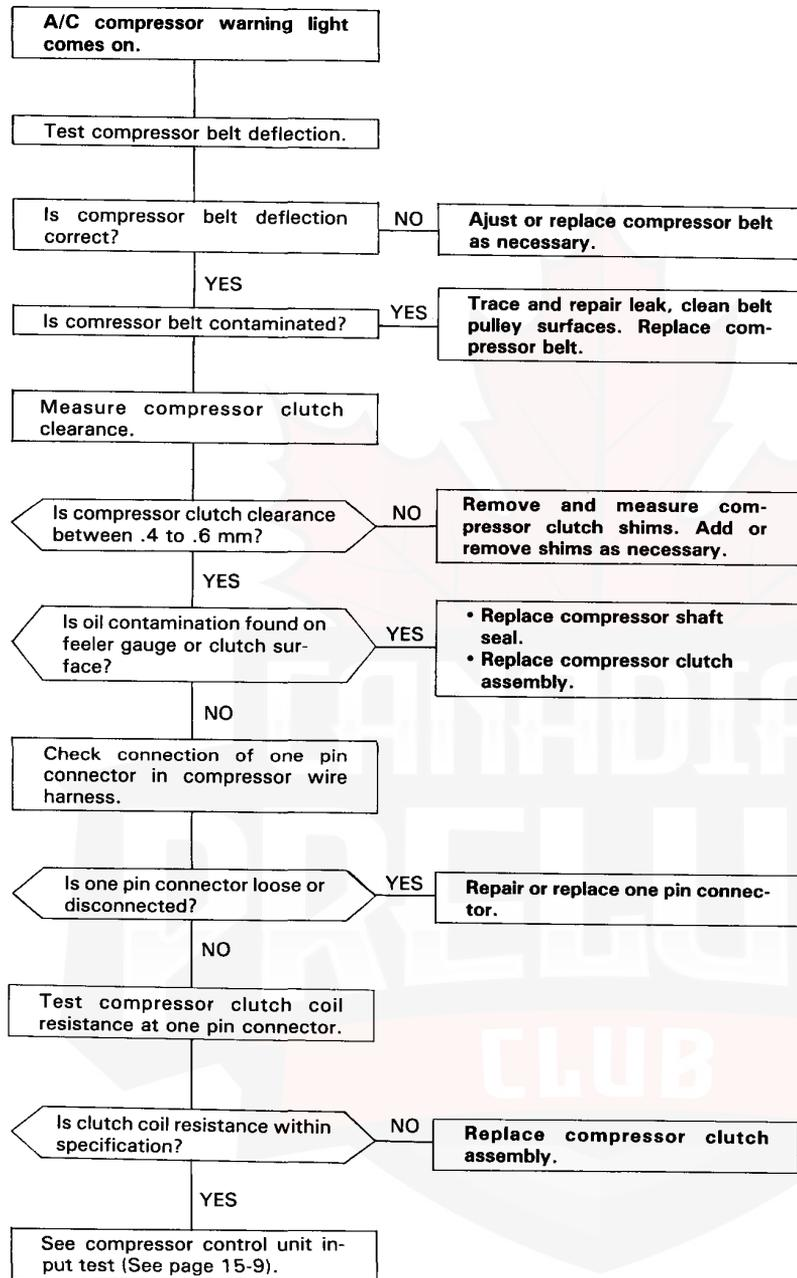 A/C compressor warning light
comes on.
Test compressor belt deflection.
Is compressor belt deflection
correct?
NO
Ajust or replace compressor belt
as necessary.
YES
Is comressor belt contaminated?
YES
Trace and repair leak, clean belt
pulley surfaces. Replace com-
pressor belt.
Measure compressor clutch
clearance.
Is compressor clutch clearance
between .4 to .6 mm?
NO
Remove and measure com-
pressor clutch shims. Add or
remove shims as necessary.
YES
Is oil contamination found on
feeler gauge or clutch sur-
face?
YES
• Replace compressor shaft
seal.
• Replace compressor clutch
assembly.
NO
Check connection of one pin
connector in compressor wire
harness.
Is one pin connector loose or
disconnected?
YES
Repair or replace one pin connec-
tor.
NO
Test compressor clutch coil
resistance at one pin connector.
Is clutch coil resistance within
specification?
NO
Replace compressor clutch
assembly.
YES
See compressor control unit in-
put test (See page 15-9).
CANADIA
PRELU
CLUB